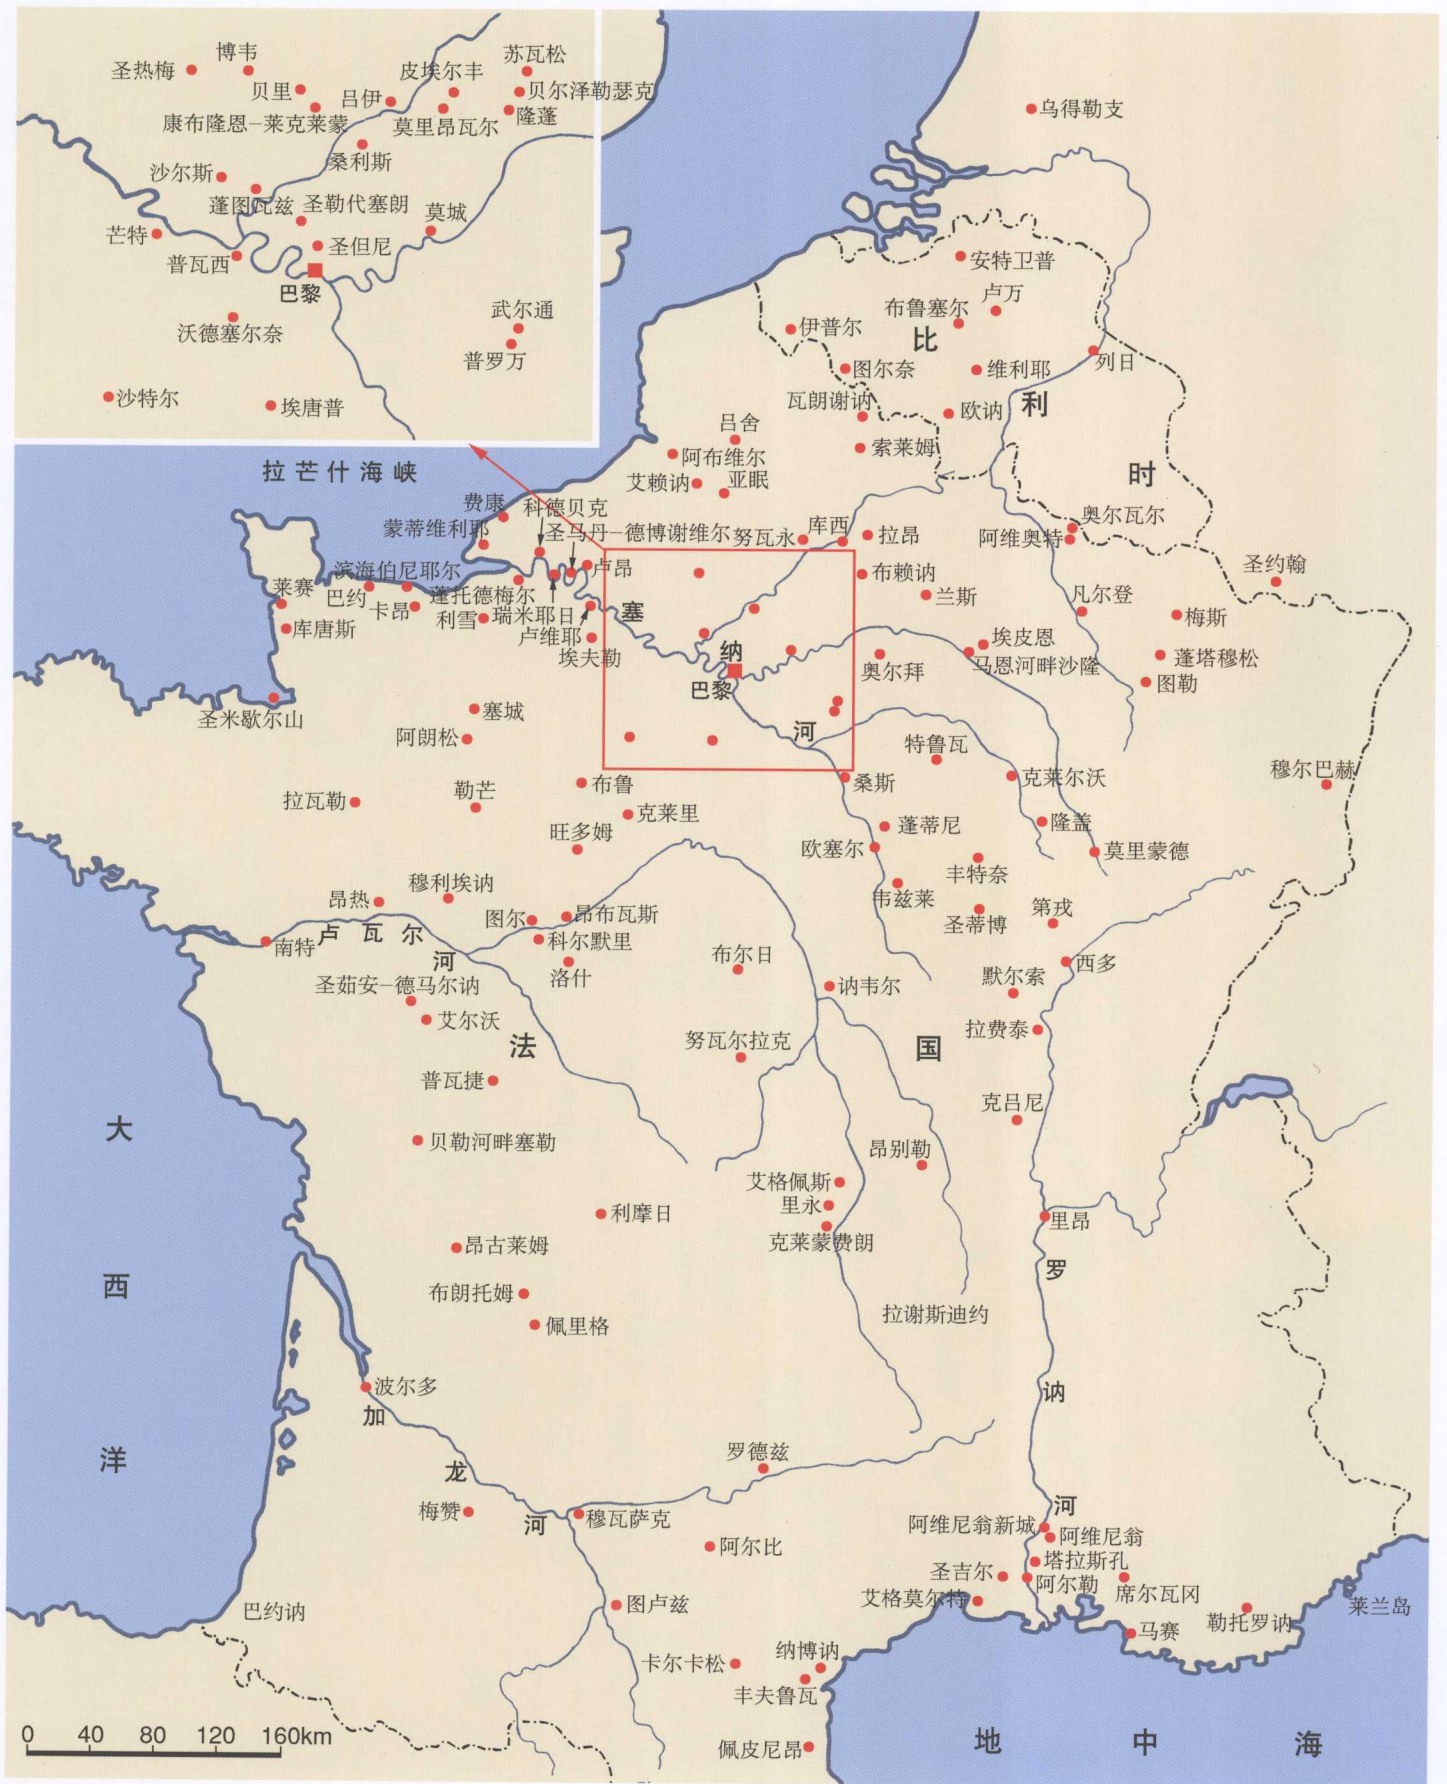 博韦
苏瓦松
圣热梅
皮埃尔丰
贝里
吕伊
贝尔泽勒瑟克
康布隆恩-莱克莱蒙
莫里昂瓦尔
隆蓬
桑利斯
沙尔斯
蓬图瓦兹
圣勒代塞朗
莫城
芒特
圣但尼
普瓦西
巴黎
沃德塞尔奈
武尔通
普罗万
沙特尔
埃唐普
乌得勒支
安特卫普
卢万
布鲁塞尔
伊普尔
比
列日
图尔奈
维利耶
瓦朗谢讷
利
欧讷
吕舍
索莱姆
阿布维尔
拉芒什海峡
时
艾赖讷
亚眠
费康
科德贝克
蒙蒂维利耶
圣马丹-德博谢维尔
努瓦永
库西
拉昂
奥尔瓦尔
阿维奥特
卢昂
滨海伯尼耶尔
布赖讷
圣约翰
莱赛
巴约
卡昂
蓬托德梅尔
兰斯
凡尔登
利雪
瑞米耶日
塞
梅斯
库唐斯
卢维耶
埃皮恩
埃夫勒
纳
奥尔拜
马恩河畔沙隆
蓬塔穆松
图勒
巴黎
圣米歇尔山
塞城
阿朗松
河
特鲁瓦
布鲁
桑斯
克莱尔沃
穆尔巴赫
拉瓦勒
勒芒
克莱里
旺多姆
蓬蒂尼
隆盖
欧塞尔
莫里蒙德
丰特奈
韦兹莱
昂热
穆利埃讷
图尔
昂布瓦斯
圣蒂博
第戎
南特
卢瓦尔
河
科尔默里
洛什
布尔日
西多
圣茹安-德马尔讷
讷韦尔
默尔索
艾尔沃
拉费泰
法
努瓦尔拉克
国
普瓦捷
克吕尼
大
贝勒河畔塞勒
昂别勒
艾格佩斯
里永
利摩日
里昂
克莱蒙费朗
昂古莱姆
西
罗
布朗托姆
拉谢斯迪约
佩里格
波尔多
讷
加
罗德兹
洋
龙
梅赞
河
穆瓦萨克
河
阿维尼翁新城
阿维尼翁
阿尔比
塔拉斯孔
圣吉尔
阿尔勒
席尔瓦冈
艾格莫尔特
图卢兹
巴约讷
莱兰岛
勒托罗讷
马赛
纳博讷
卡尔卡松
丰夫鲁瓦
0 40 80 120 160km
佩皮尼昂
地中海